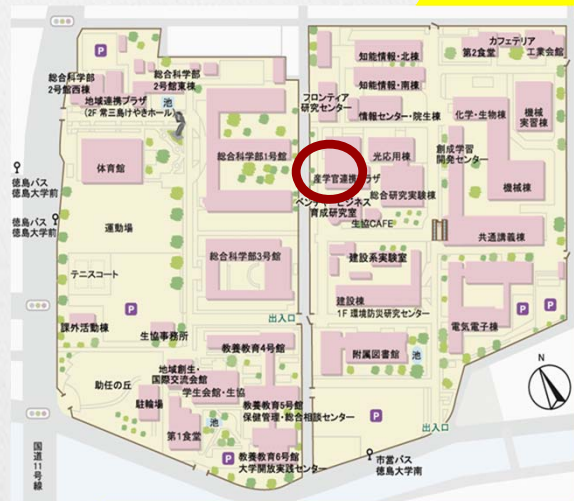 P
総合科学部
2号館西棟
総合科学部
2号館東棟
地域連携プラザ
(2F 常三島けやきホール)
池
体育館
総合科学部1号館
徳島バス
徳島大学前
徳島バス
徳島大学前
運動場
テニスコート
総合科学部3号館
P
課外活動棟
生協事務所
出入口
教養教育4号館
地域創生・
国際交流会館
助任の丘
学生会館・生協
駐輪場
教養教育5号館
保健管理・総合相談センター
池
第1食堂
P
教養教育6号館
大学開放実践センター
国道11号線
知能情報・北棟
カフェテリア
第2食堂
工業会館
知能情報・南棟
フロンティア
研究センター
情報センター・院生棟
化学・生物棟
機械
実習棟
光応用棟
創成学習
開発センター
産学官連携プラザ
総合研究実験棟
機械棟
ベンチャービジネス
育成研究室
生協CAFE
共通講義棟
建設系実験室
建設棟
1F 環境防災研究センター
P
P
電気電子棟
附属図書館
池
N
P
出入口
市営バス
徳島大学南